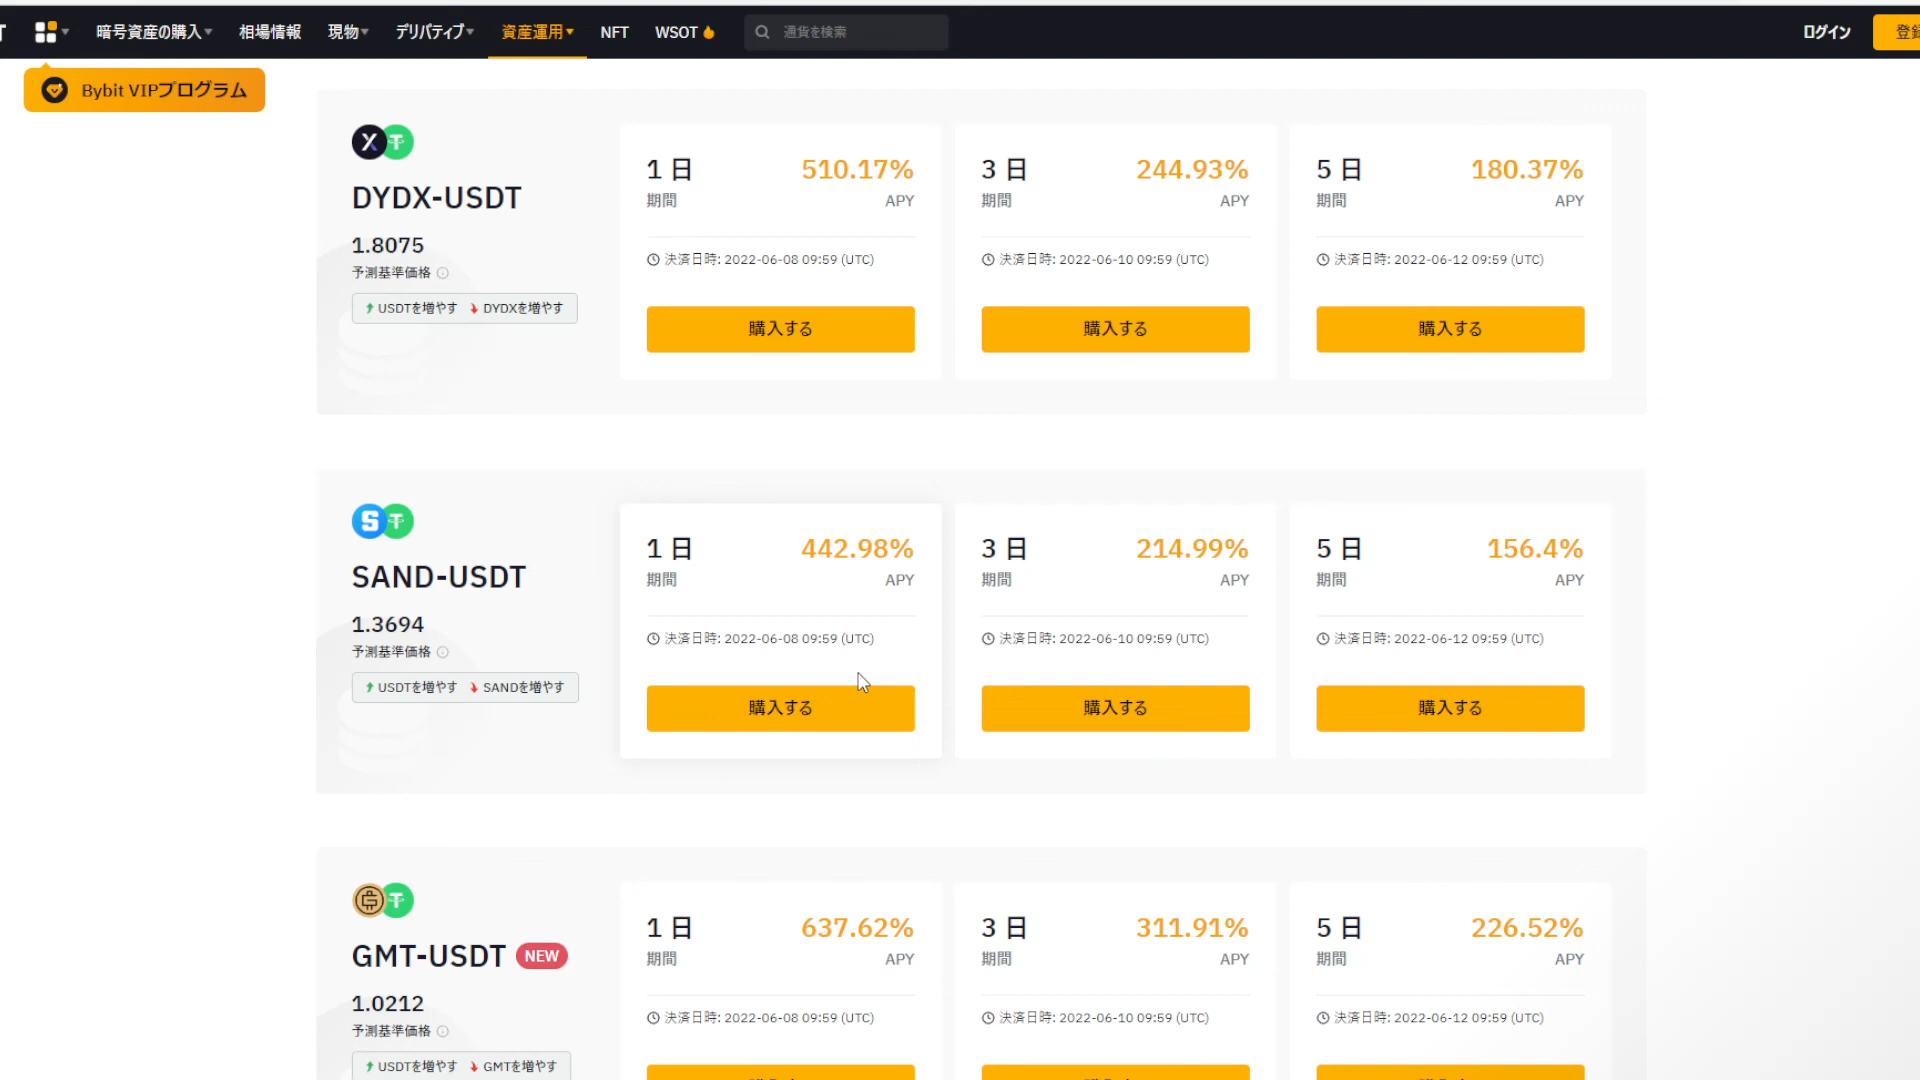 暗号資産の購入 相場情報 現物 デリバティブ 資産運用 NFT WSOT 通貨を検索 ログイン
Bybit VIPプログラム
DYDX-USDT
1.8075
予測基準価格
USDTを増やす DYDXを増やす
1 日 510.17%
期間 APY
決済日時: 2022-06-08 09:59 (UTC)
購入する
3 日 244.93%
期間 APY
決済日時: 2022-06-10 09:59 (UTC)
購入する
5 日 180.37%
期間 APY
決済日時: 2022-06-12 09:59 (UTC)
購入する
SAND-USDT
1.3694
予測基準価格
USDTを増やす SANDを増やす
1 日 442.98%
期間 APY
決済日時: 2022-06-08 09:59 (UTC)
購入する
3 日 214.99%
期間 APY
決済日時: 2022-06-10 09:59 (UTC)
購入する
5 日 156.4%
期間 APY
決済日時: 2022-06-12 09:59 (UTC)
購入する
GMT-USDT NEW
1.0212
予測基準価格
USDTを増やす GMTを増やす
1 日 637.62%
期間 APY
決済日時: 2022-06-08 09:59 (UTC)
3 日 311.91%
期間 APY
決済日時: 2022-06-10 09:59 (UTC)
5 日 226.52%
期間 APY
決済日時: 2022-06-12 09:59 (UTC)